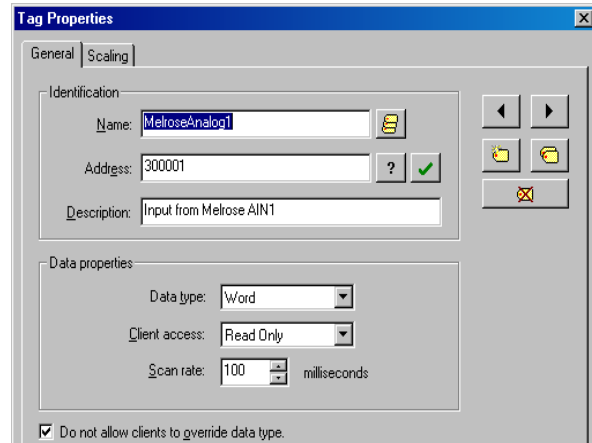 Tag Properties
General Scaling
Identification
Name: MelroseAnalog1
Address: 300001 ?
Description: Input from Melrose AIN1
Data properties
Data type: Word
Client access: Read Only
Scan rate: 100 milliseconds
Do not allow clients to override data type.